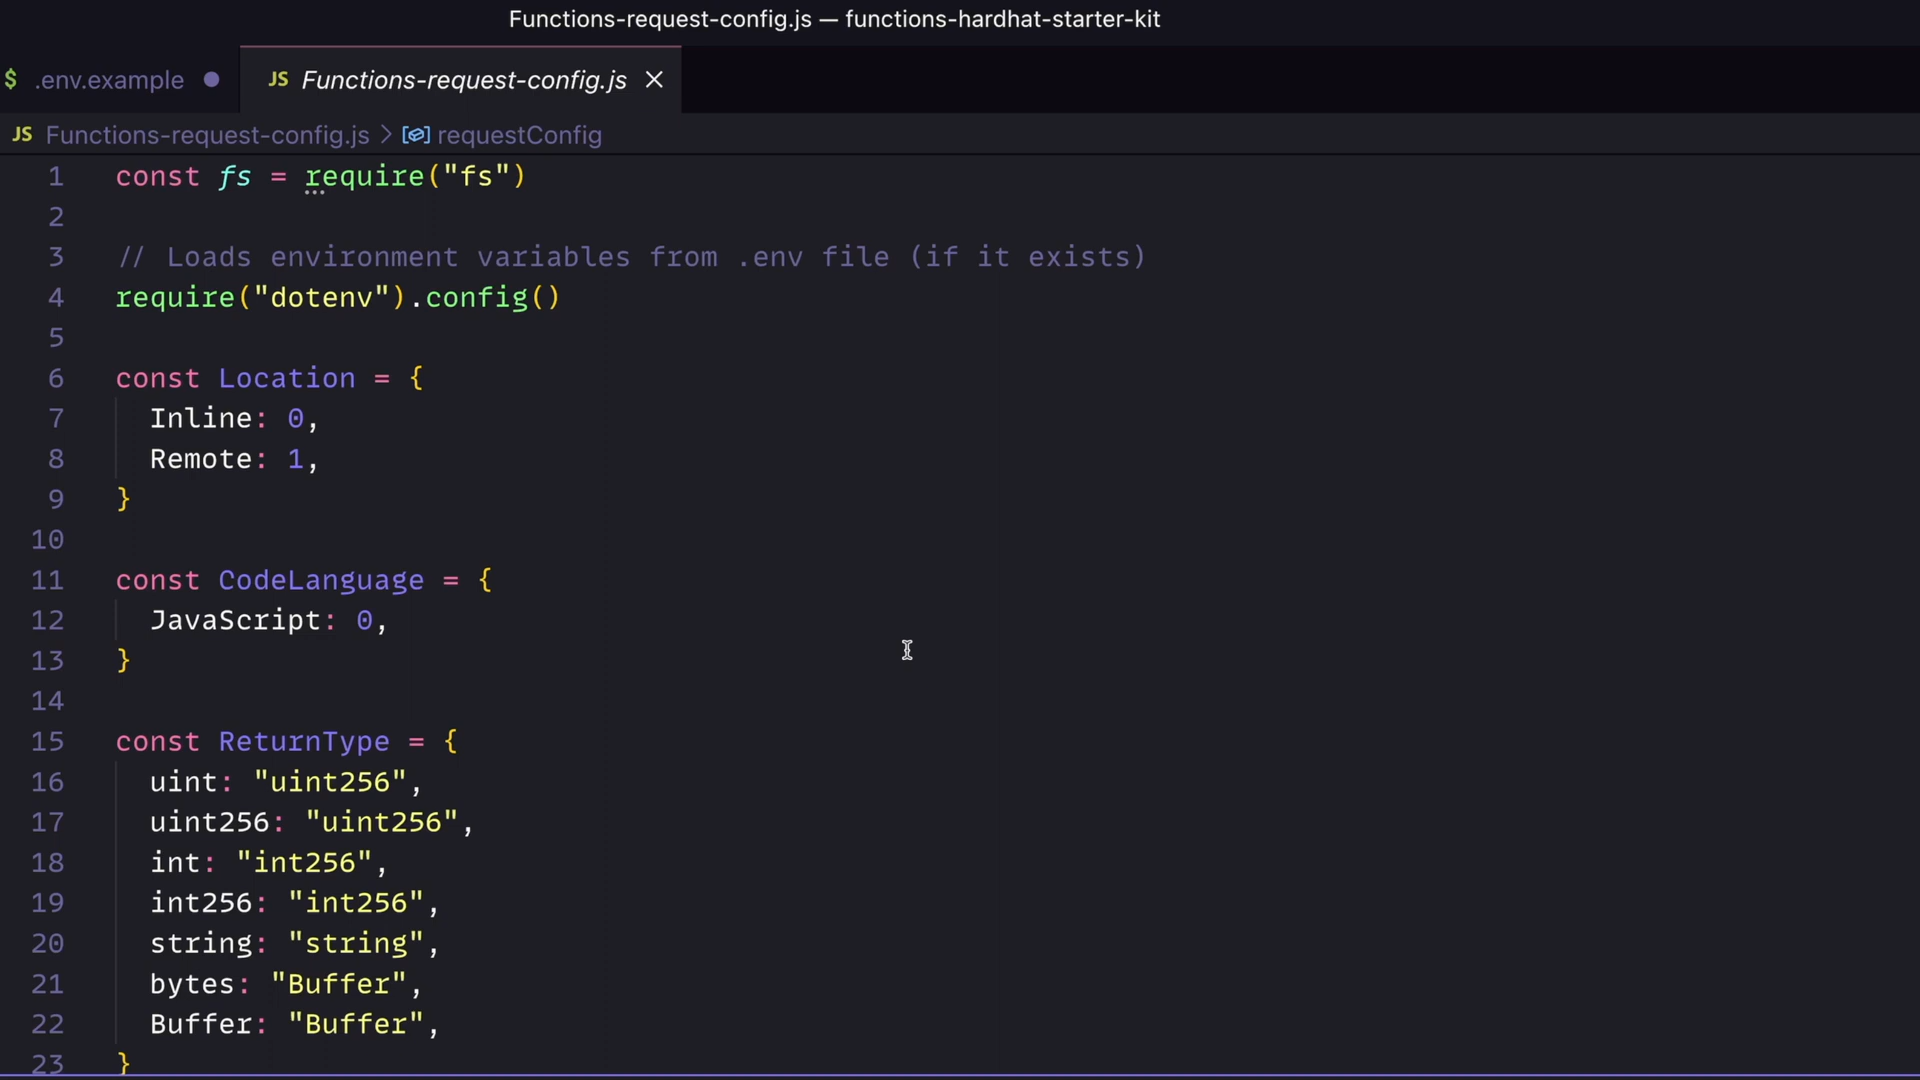 Functions-request-config.js — functions-hardhat-starter-kit
$ .env.example JS Functions-request-config.js
JS Functions-request-config.js > requestConfig
1 const fs = require("fs")
2
3 // Loads environment variables from .env file (if it exists)
4 require("dotenv").config()
5
6 const Location = {
7 Inline: 0,
8 Remote: 1,
9 }
10
11 const CodeLanguage = {
12 JavaScript: 0,
13 }
14
15 const ReturnType = {
16 uint: "uint256",
17 uint256: "uint256",
18 int: "int256",
19 int256: "int256",
20 string: "string",
21 bytes: "Buffer",
22 Buffer: "Buffer",
23 }